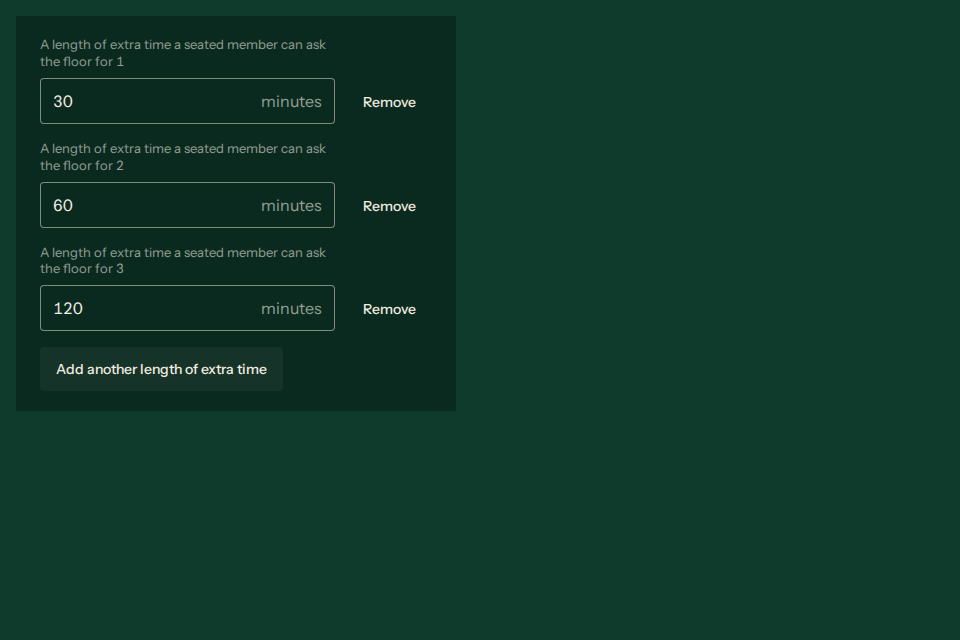 A length of extra time a seated member can ask
the floor for 1
30 minutes Remove
A length of extra time a seated member can ask
the floor for 2
60 minutes Remove
A length of extra time a seated member can ask
the floor for 3
120 minutes Remove
Add another length of extra time